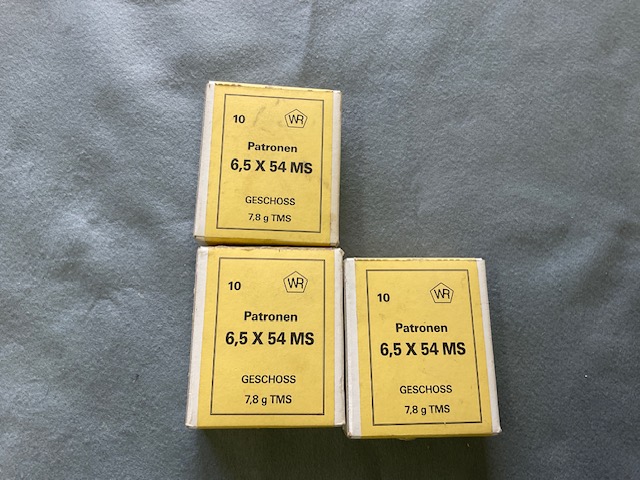 10 WR
Patronen
6,5 X 54 MS
GESCHOSS
7,8 g TMS
10 WR
Patronen
6,5 X 54 MS
GESCHOSS
7,8 g TMS
10 WR
Patronen
6,5 X 54 MS
GESCHOSS
7,8 g TMS